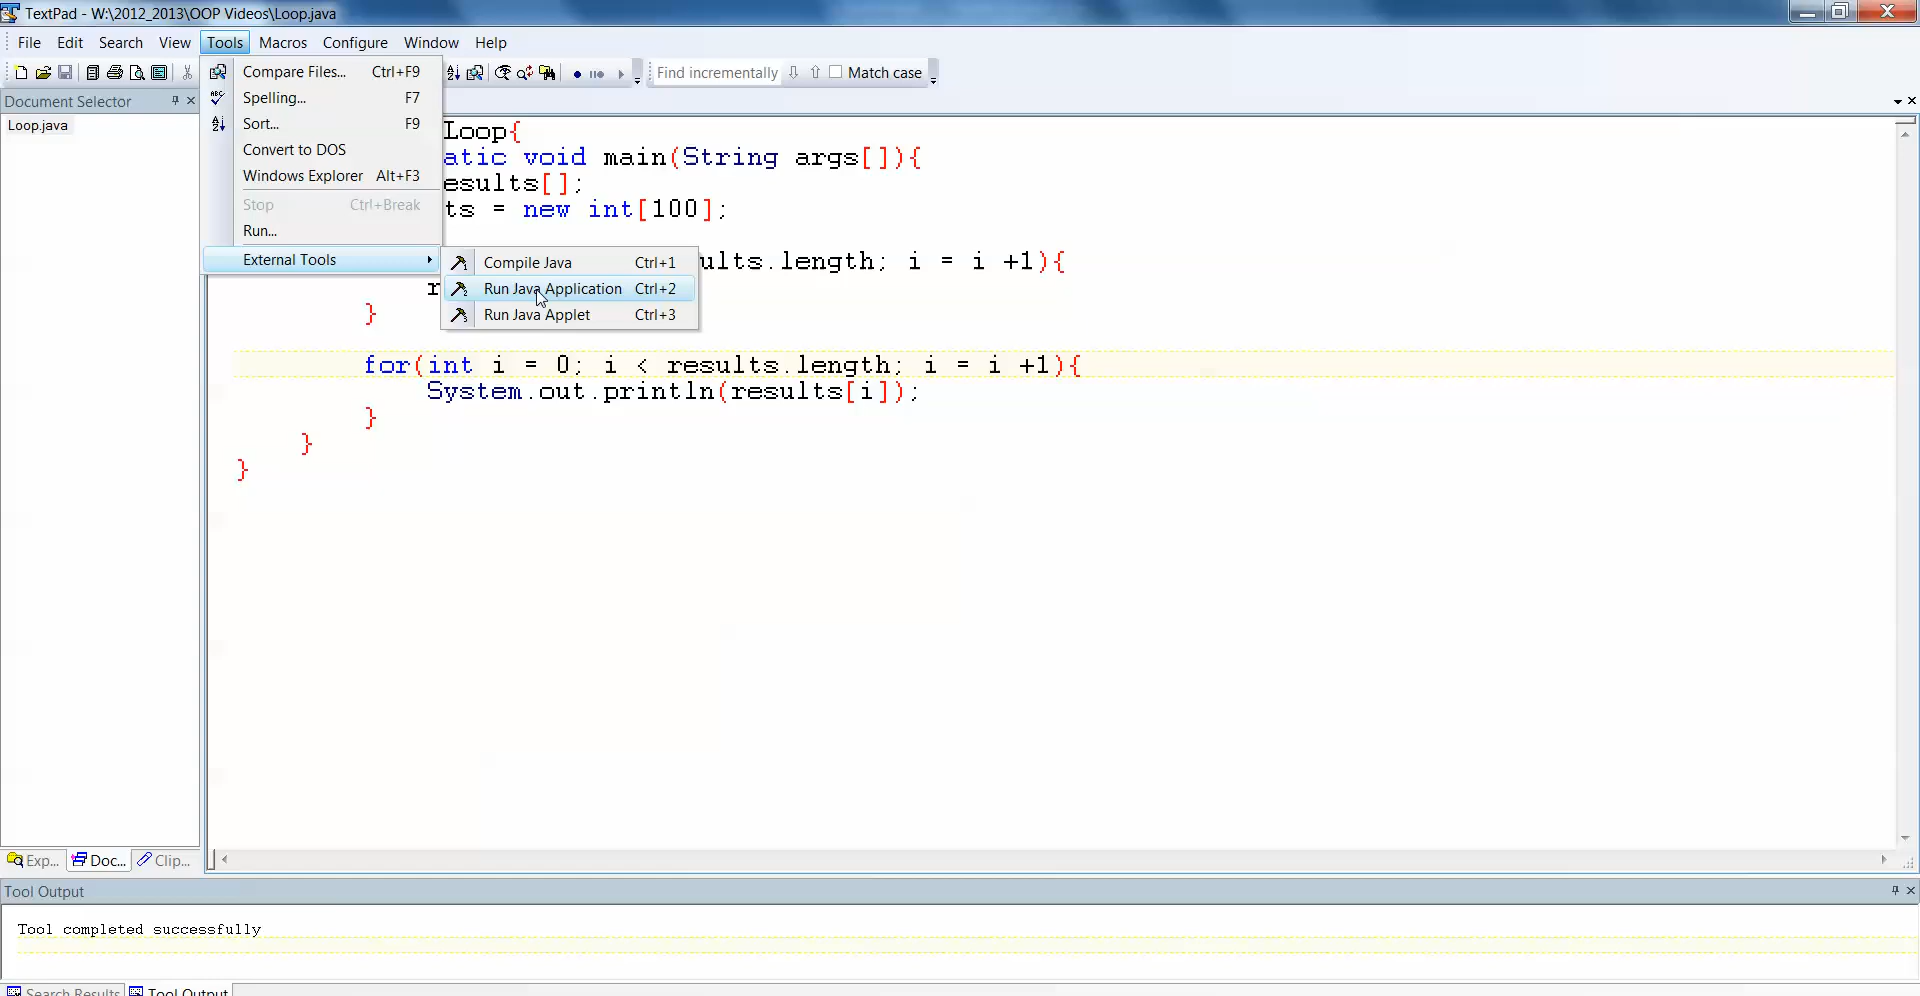 TextPad - W:\2012_2013\OOP Videos\Loop.java
File Edit Search View Tools Macros Configure Window Help
Find incrementally Match case
Document Selector
Loop.java
Compare Files... Ctrl+F9
Spelling... F7
Sort... F9
Convert to DOS
Windows Explorer Alt+F3
Stop Ctrl+Break
Run...
External Tools
Compile Java Ctrl+1
Run Java Application Ctrl+2
Run Java Applet Ctrl+3
Loop{
atic void main(String args[]){
esults[];
ts = new int[100];
ults.length; i = i +1){
r
}
for(int i = 0; i < results.length; i = i +1){
System.out.println(results[i]);
}
}
}
Exp... Doc... Clip...
Tool Output
Tool completed successfully
Search Results Tool Output